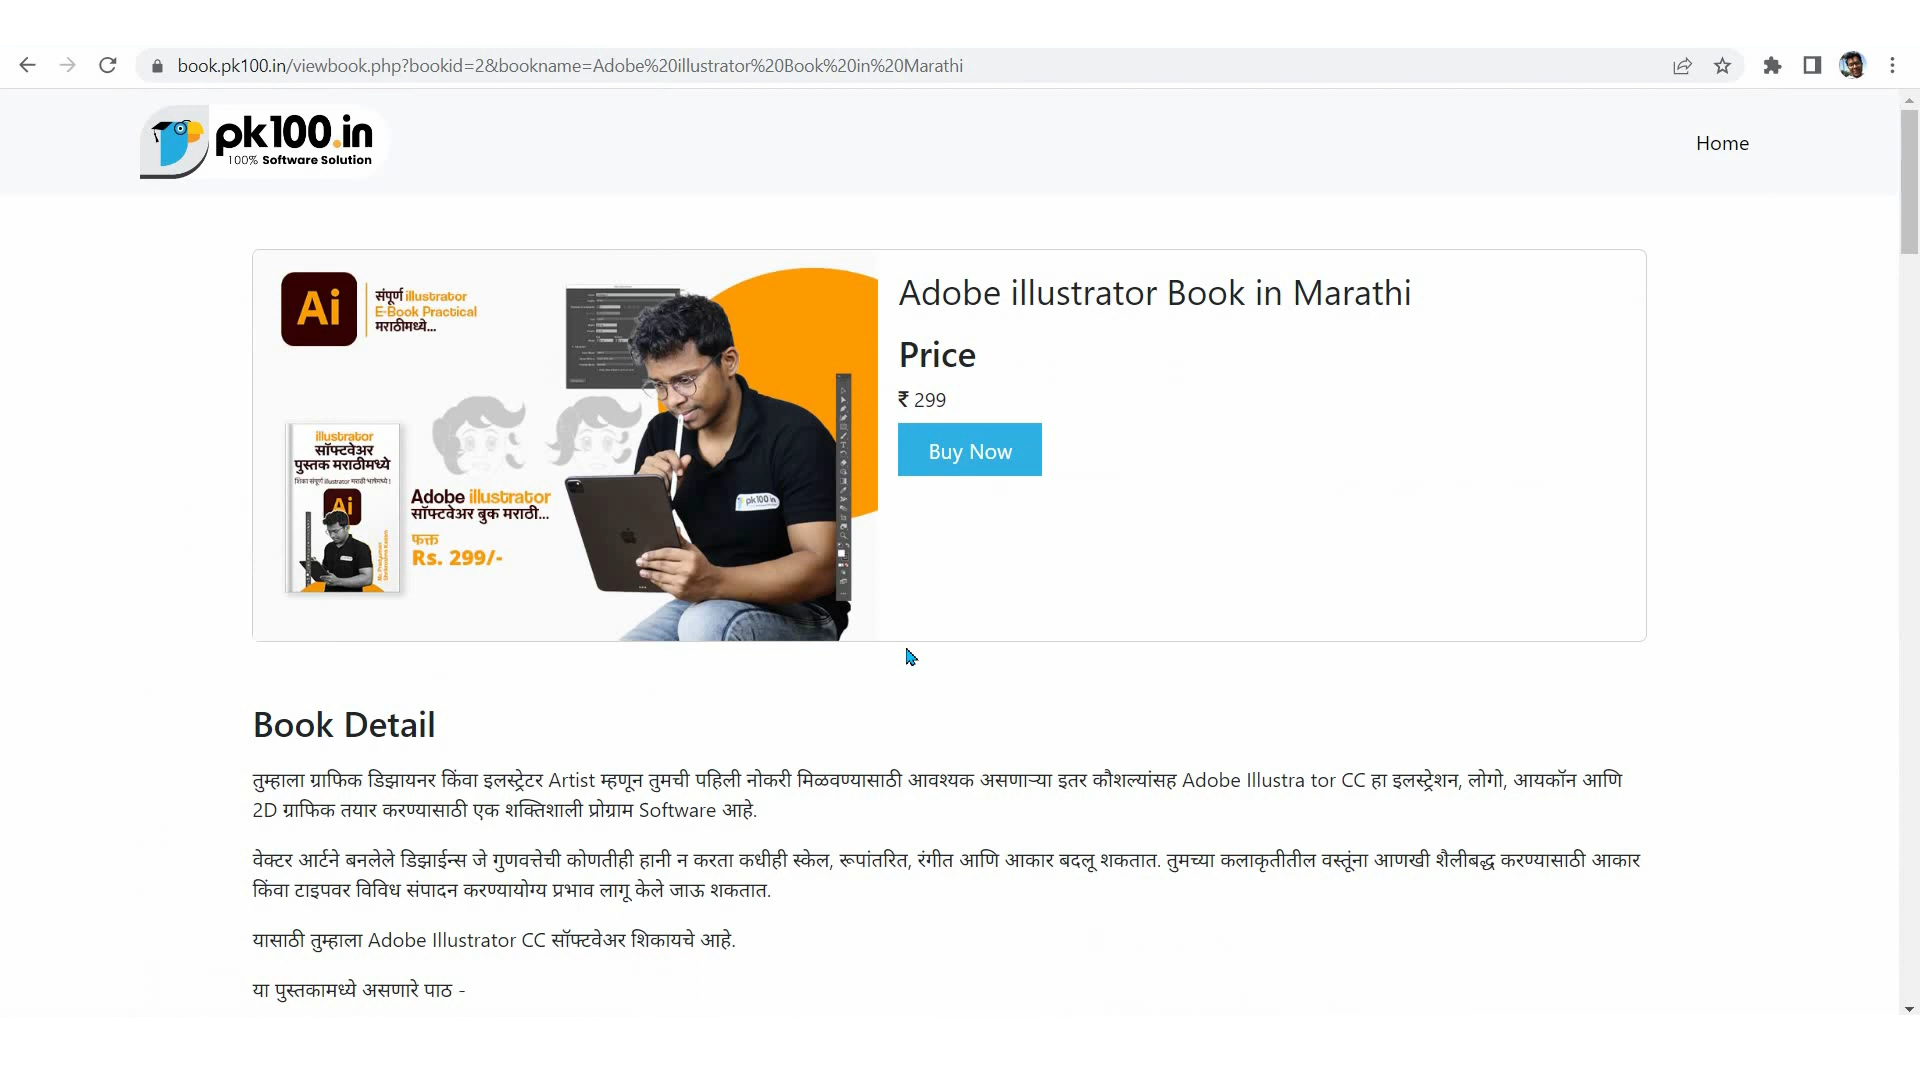 book.pk100.in/viewbook.php?bookid=2&bookname=Adobe%20illustrator%20Book%20in%20Marathi
pk100.in
100% Software Solution
Home
Ai
संपूर्ण illustrator
E-Book Practical
मराठीमध्ये...
illustrator
सॉफ्टवेअर
पुस्तक मराठीमध्ये
शिका संपूर्ण illustrator मराठी भाषेमध्ये !
Ai
Adobe illustrator
सॉफ्टवेअर बुक मराठी...
फक्त
Rs. 299/-
pk100.in
Adobe illustrator Book in Marathi
Price
₹ 299
Buy Now
Book Detail
तुम्हाला ग्राफिक डिझायनर किंवा इलस्ट्रेटर Artist म्हणून तुमची पहिली नोकरी मिळवण्यासाठी आवश्यक असणाऱ्या इतर कौशल्यांसह Adobe Illustra tor CC हा इलस्ट्रेशन, लोगो, आयकॉन आणि
2D ग्राफिक तयार करण्यासाठी एक शक्तिशाली प्रोग्राम Software आहे.
वेक्टर आर्टने बनलेले डिझाईन्स जे गुणवत्तेची कोणतीही हानी न करता कधीही स्केल, रूपांतरित, रंगीत आणि आकार बदलू शकतात. तुमच्या कलाकृतीतील वस्तूंना आणखी शैलीबद्ध करण्यासाठी आकार
किंवा टाइपवर विविध संपादन करण्यायोग्य प्रभाव लागू केले जाऊ शकतात.
यासाठी तुम्हाला Adobe Illustrator CC सॉफ्टवेअर शिकायचे आहे.
या पुस्तकामध्ये असणारे पाठ -